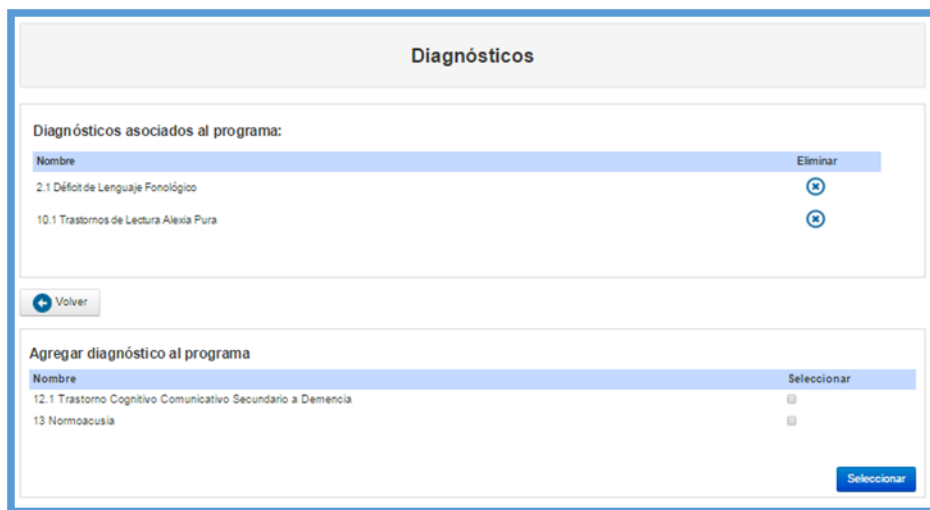 Diagnósticos
Diagnósticos asociados al programa:
Nombre Eliminar
2.1 Déficit de Lenguaje Fonológico
10.1 Trastornos de Lectura Alexia Pura
Volver
Agregar diagnóstico al programa
Nombre Seleccionar
12.1 Trastorno Cognitivo Comunicativo Secundario a Demencia
13 Normoacusia
Seleccionar